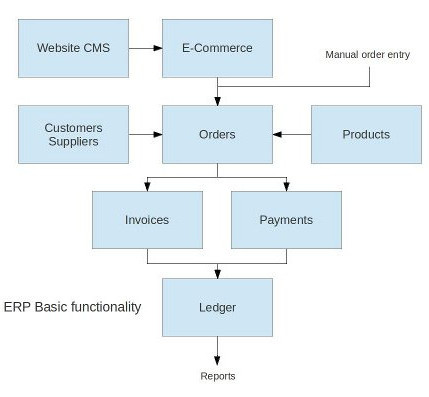 Website CMS
E-Commerce
Manual order entry
Customers
Suppliers
Orders
Products
Invoices
Payments
ERP Basic functionality
Ledger
Reports